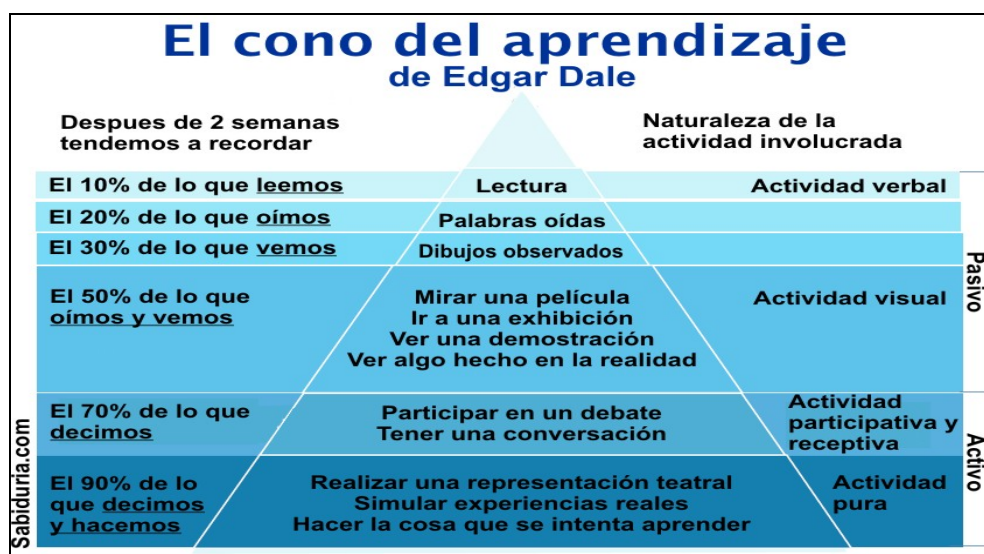 El cono del aprendizaje
de Edgar Dale
Despues de 2 semanas
tendemos a recordar
Naturaleza de la
actividad involucrada
El 10% de lo que leemos
Lectura
Actividad verbal
El 20% de lo que oímos
Palabras oídas
El 30% de lo que vemos
Dibujos observados
El 50% de lo que
oímos y vemos
Mirar una película
Ir a una exhibición
Ver una demostración
Ver algo hecho en la realidad
Actividad visual
Pasivo
El 70% de lo que
decimos
Participar en un debate
Tener una conversación
Actividad
participativa y
receptiva
El 90% de lo
que decimos
y hacemos
Realizar una representación teatral
Simular experiencias reales
Hacer la cosa que se intenta aprender
Actividad
pura
Activo
Sabiduria.com